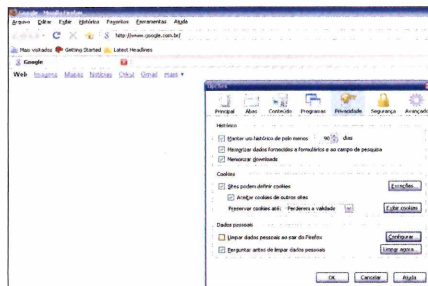 Google - Mozilla Firefox
Arquivo Editar Exibir Histórico Favoritos Ferramentas Ajuda
http://www.google.com.br/
Mais visitados Getting Started Latest Headlines
Google
Web Imagens Mapas Notícias Orkut Gmail mais ▼
Opções
Principal Abas Conteúdo Programas Privacidade Segurança Avançado
Histórico
Manter um histórico de pelo menos 90 dias
Memorizar dados fornecidos a formulários e ao campo de pesquisa
Memorizar downloads
Cookies
Sites podem definir cookies Exceções...
Aceitar cookies de outros sites
Preservar cookies até: Perderem a validade Exibir cookies
Dados pessoais
Limpar dados pessoais ao sair do Firefox Configurar...
Perguntar antes de limpar dados pessoais Limpar agora...
OK Cancelar Ajuda